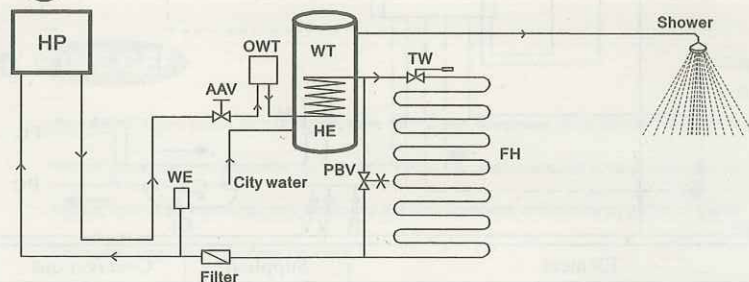 HP
OWT
WT
Shower
TW
AAV
HE
FH
WE
City water
PBV
Filter